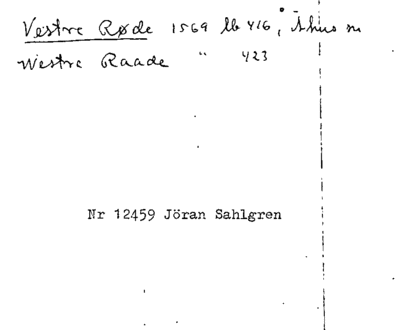 Vestre Røde 1569 lb 416, Åhus m
Westre Raade " 423
Nr 12459 Jöran Sahlgren